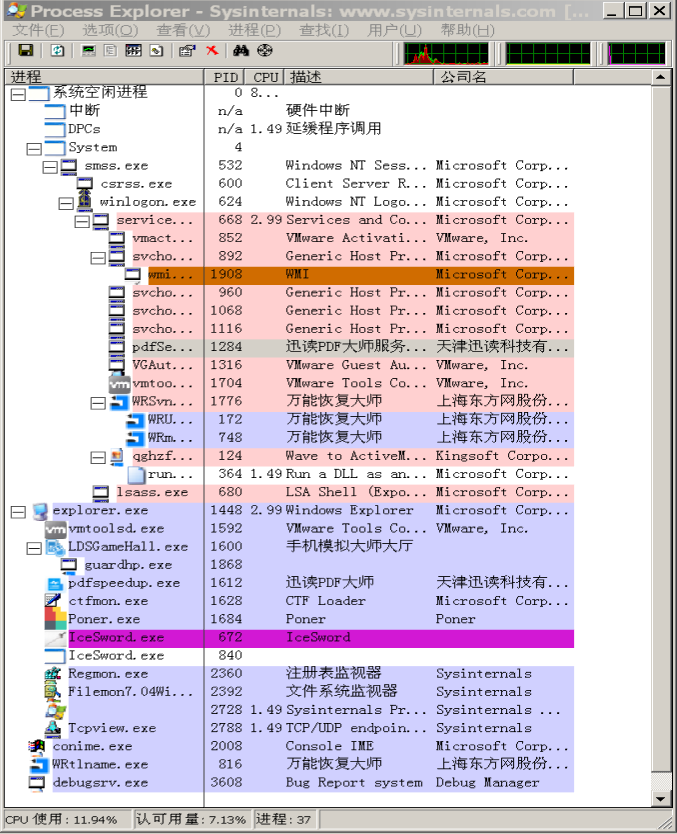 Process Explorer - Sysinternals: www.sysinternals.com [...
文件(F) 选项(O) 查看(V) 进程(P) 查找(I) 用户(U) 帮助(H)
进程 PID CPU 描述 公司名
系统空闲进程 0 8...
中断 n/a 硬件中断
DPCs n/a 1.49 延缓程序调用
System 4
smss.exe 532 Windows NT Sess... Microsoft Corp...
csrss.exe 600 Client Server R... Microsoft Corp...
winlogon.exe 624 Windows NT Logo... Microsoft Corp...
service... 668 2.99 Services and Co... Microsoft Corp...
vmact... 852 VMware Activati... VMware, Inc.
svcho... 892 Generic Host Pr... Microsoft Corp...
wmi... 1908 WMI Microsoft Corp...
svcho... 960 Generic Host Pr... Microsoft Corp...
svcho... 1068 Generic Host Pr... Microsoft Corp...
svcho... 1116 Generic Host Pr... Microsoft Corp...
pdfSe... 1284 迅读PDF大师服务... 天津迅读科技有...
VGAut... 1316 VMware Guest Au... VMware, Inc.
vmtoo... 1704 VMware Tools Co... VMware, Inc.
WRSvn... 1776 万能恢复大师 上海东方网股份...
WRU... 172 万能恢复大师 上海东方网股份...
WRm... 748 万能恢复大师 上海东方网股份...
qghzf... 124 Wave to ActiveM... Kingsoft Corpo...
run... 364 1.49 Run a DLL as an... Microsoft Corp...
lsass.exe 680 LSA Shell (Expo... Microsoft Corp...
explorer.exe 1448 2.99 Windows Explorer Microsoft Corp...
vmtoolsd.exe 1592 VMware Tools Co... VMware, Inc.
LDSGameHall.exe 1600 手机模拟大师大厅
guardhp.exe 1868
pdfspeedup.exe 1612 迅读PDF大师 天津迅读科技有...
ctfmon.exe 1628 CTF Loader Microsoft Corp...
Poner.exe 1684 Poner Poner
IceSword.exe 672 IceSword
IceSword.exe 840
Regmon.exe 2360 注册表监视器 Sysinternals
Filemon7.04Wi... 2392 文件系统监视器 Sysinternals
2728 1.49 Sysinternals Pr... Sysinternals ...
Tcpview.exe 2788 1.49 TCP/UDP endpoin... Sysinternals
conime.exe 2008 Console IME Microsoft Corp...
WRtlname.exe 816 万能恢复大师 上海东方网股份...
debugsrv.exe 3608 Bug Report system Debug Manager
CPU 使用: 11.94% 认可用量: 7.13% 进程: 37